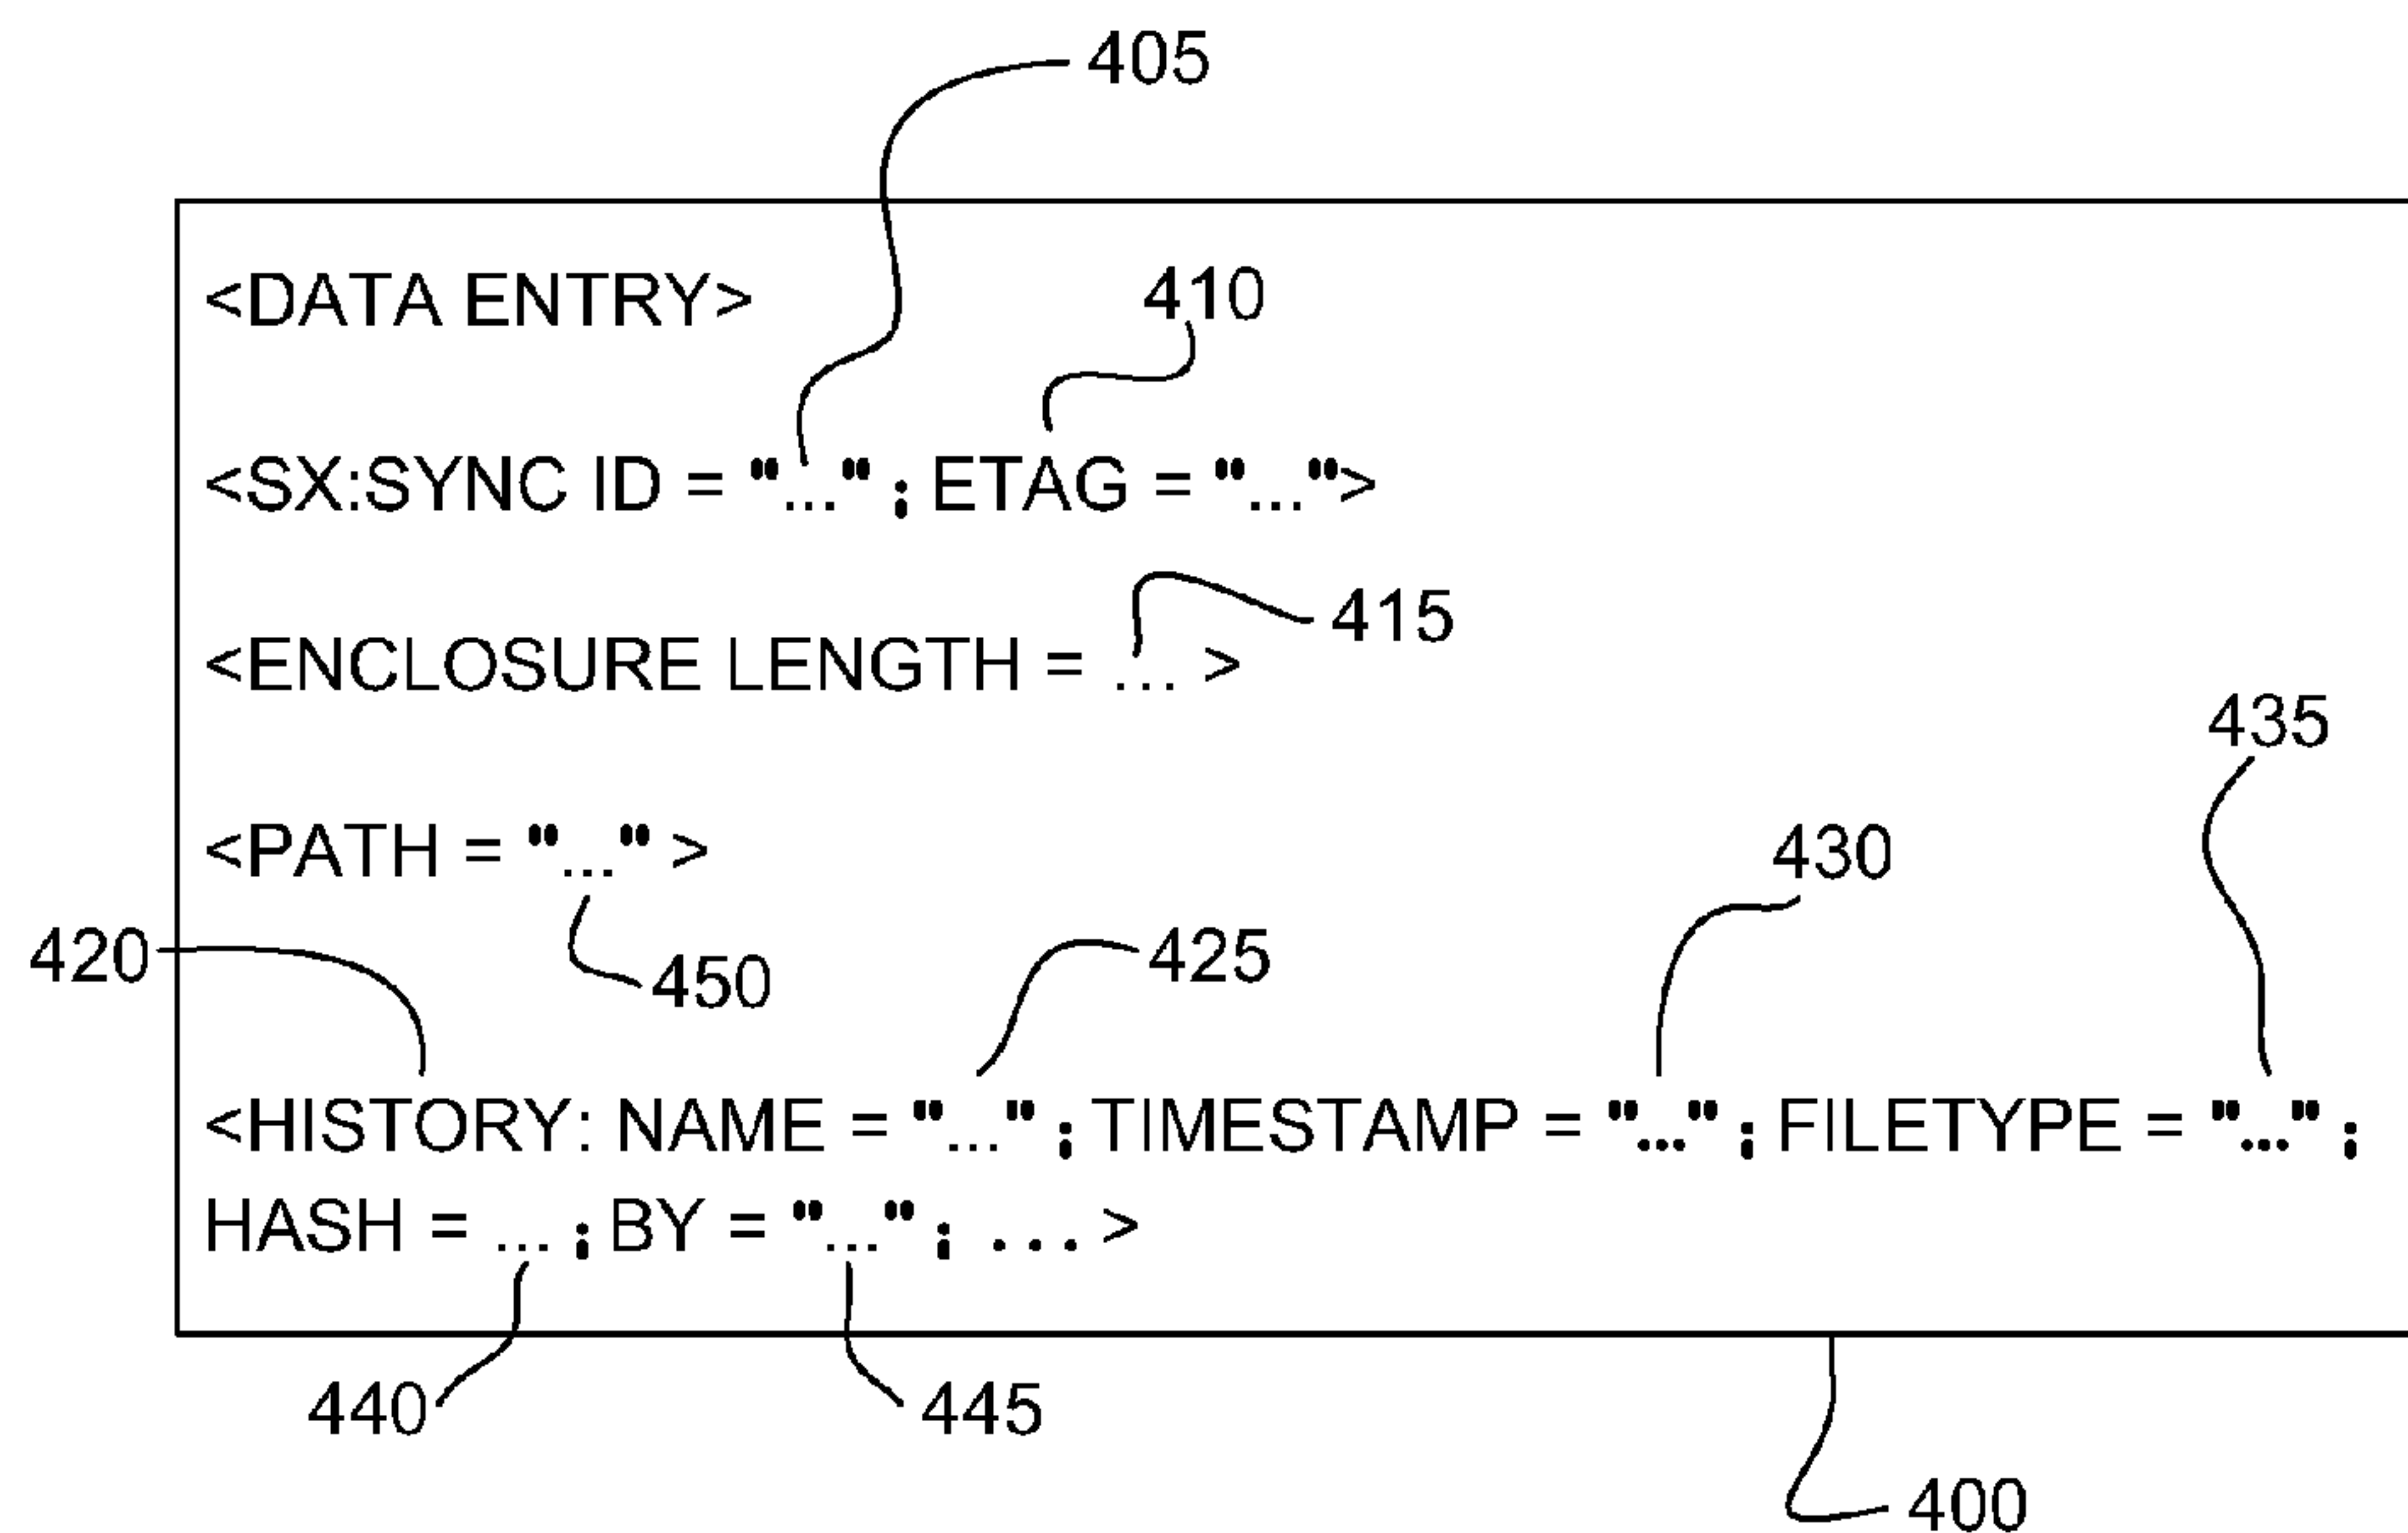 405
<DATA ENTRY>
410
<SX:SYNC ID = "..." ; ETAG = "...">
415
<ENCLOSURE LENGTH = ... >
435
<PATH = "..." >
430
420
450
425
<HISTORY: NAME = "..." ; TIMESTAMP = "..." ; FILETYPE = "..." ;
HASH = ... ; BY = "..." ; ... >
440
445
400